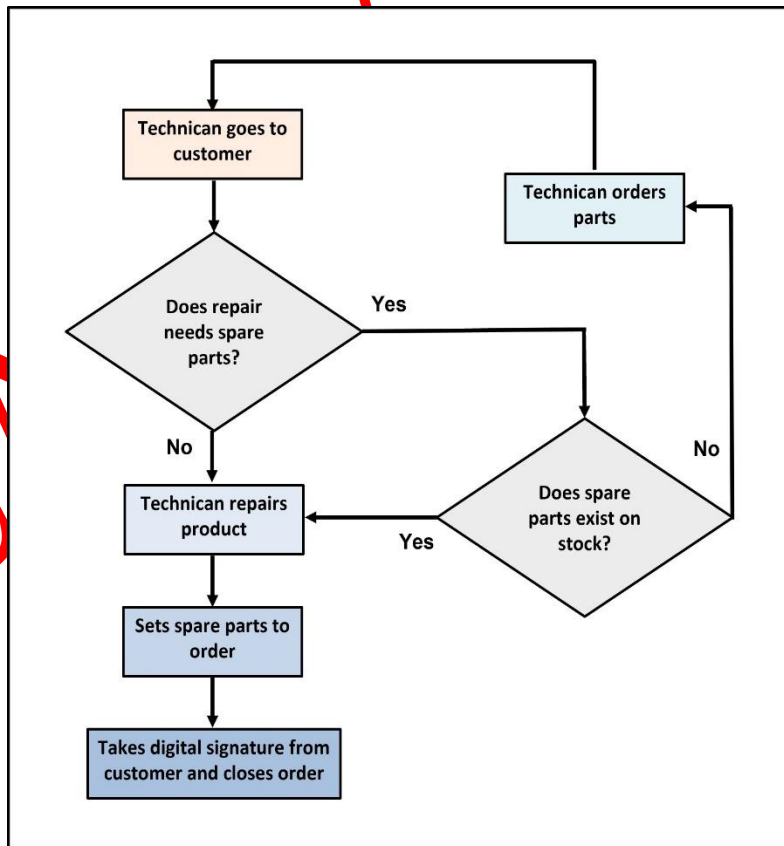 Technican goes to
customer
Technican orders
parts
Does repair
needs spare
parts?
Yes
No
Technican repairs
product
Yes
Does spare
parts exist on
stock?
No
Sets spare parts to
order
Takes digital signature from
customer and closes order